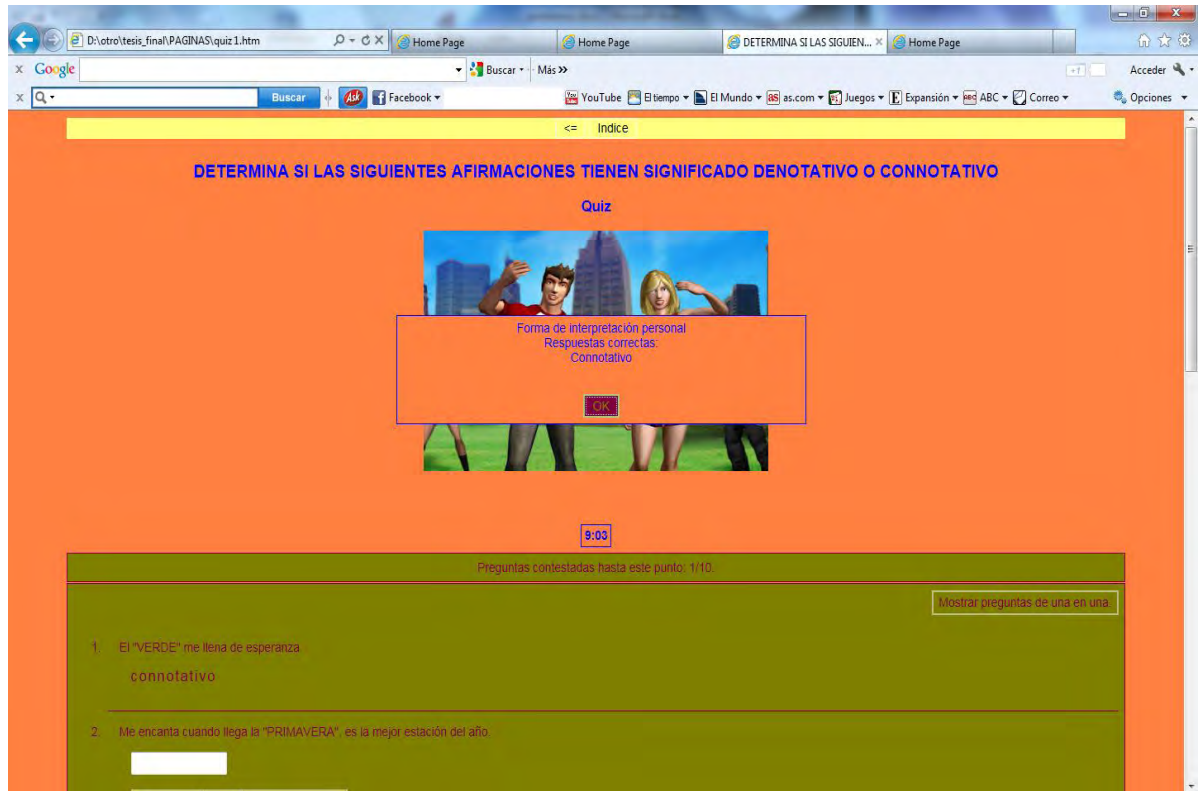 D:\otro\tesis_final\PAGINAS\quiz1.htm
Home Page
Home Page
DETERMINA SI LAS SIGUIEN...
Home Page
x Google
Buscar
Más »
Acceder
x
Buscar
Ask
Facebook
YouTube
El tiempo
El Mundo
as.com
Juegos
Expansión
ABC
Correo
Opciones
<= Indice
DETERMINA SI LAS SIGUIENTES AFIRMACIONES TIENEN SIGNIFICADO DENOTATIVO O CONNOTATIVO
Quiz
Forma de interpretación personal
Respuestas correctas:
Connotativo
OK
9:03
Preguntas contestadas hasta este punto: 1/10.
Mostrar preguntas de una en una.
1. El "VERDE" me llena de esperanza.
connotativo
2. Me encanta cuando llega la "PRIMAVERA", es la mejor estación del año.